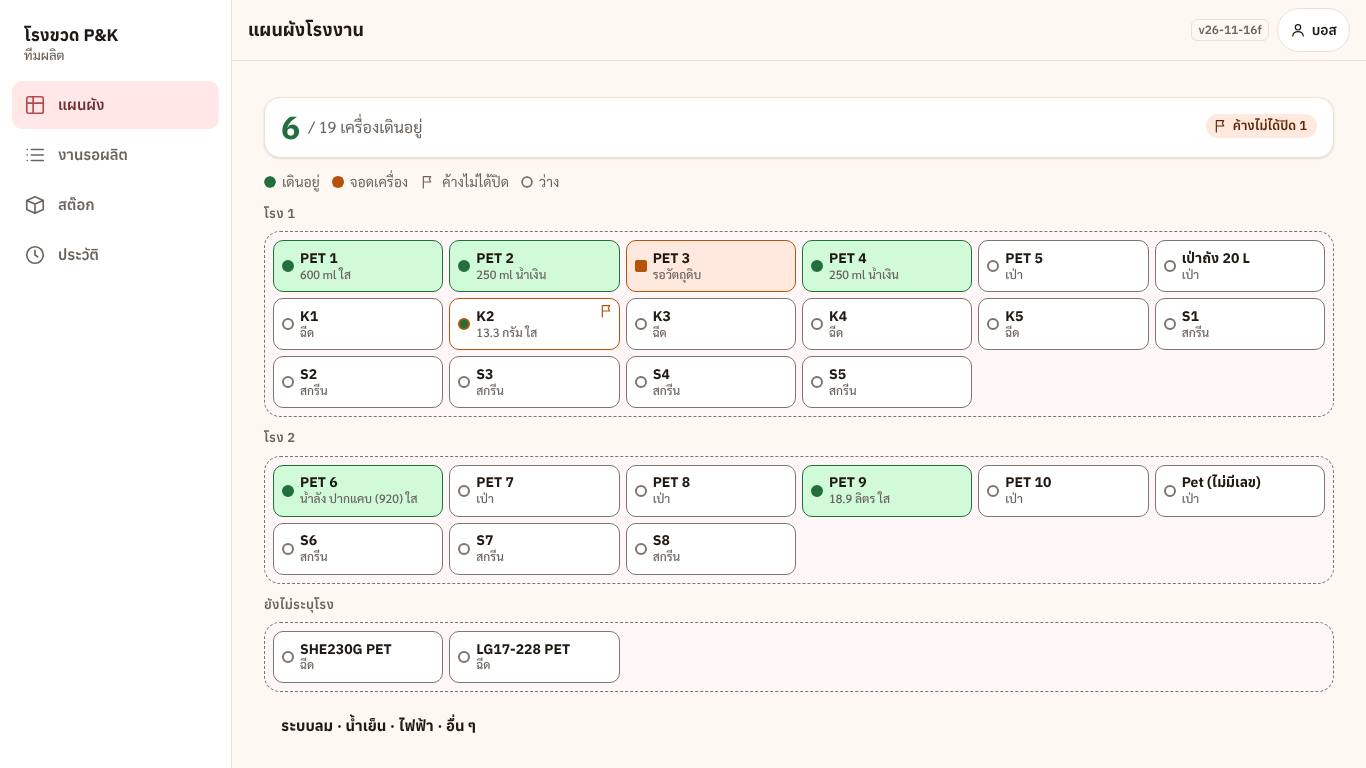 โรงขวด P&K
ทีมผลิต
แผนผัง
งานรอผลิต
สต๊อก
ประวัติ
แผนผังโรงงาน
v26-11-16f
บอส
6 / 19 เครื่องเดินอยู่
ค้างไม่ได้ปิด 1
เดินอยู่ จอดเครื่อง ค้างไม่ได้ปิด ว่าง
โรง 1
PET 1
600 ml ใส
PET 2
250 ml น้ำเงิน
PET 3
รอวัตถุดิบ
PET 4
250 ml น้ำเงิน
PET 5
เป่า
เป่าถัง 20 L
เป่า
K1
ฉีด
K2
13.3 กรัม ใส
K3
ฉีด
K4
ฉีด
K5
ฉีด
S1
สกรีน
S2
สกรีน
S3
สกรีน
S4
สกรีน
S5
สกรีน
โรง 2
PET 6
น้ำลัง ปากแคบ (920) ใส
PET 7
เป่า
PET 8
เป่า
PET 9
18.9 ลิตร ใส
PET 10
เป่า
Pet (ไม่มีเลข)
เป่า
S6
สกรีน
S7
สกรีน
S8
สกรีน
ยังไม่ระบุโรง
SHE230G PET
ฉีด
LG17-228 PET
ฉีด
ระบบลม · น้ำเย็น · ไฟฟ้า · อื่น ๆ